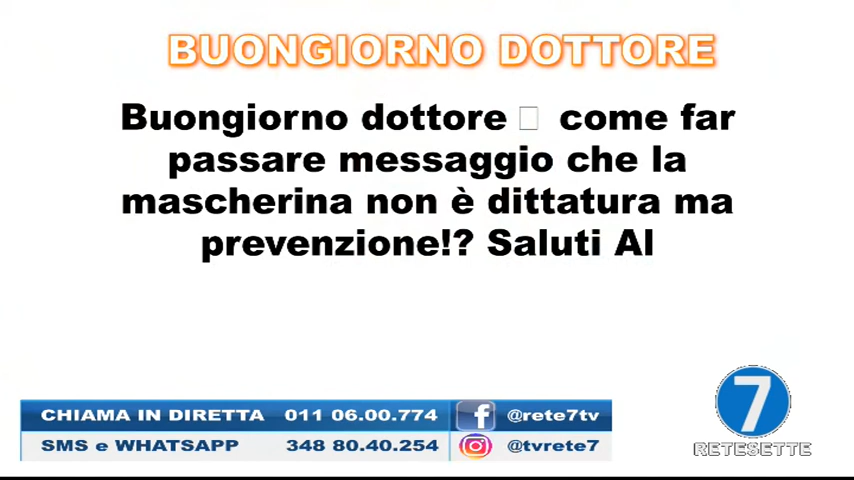 BUONGIORNO DOTTORE
Buongiorno dottore □ come far
passare messaggio che la
mascherina non è dittatura ma
prevenzione!? Saluti Al
CHIAMA IN DIRETTA 011 06.00.774 f @rete7tv
SMS e WHATSAPP 348 80.40.254 @tvrete7
7
RETESETTE